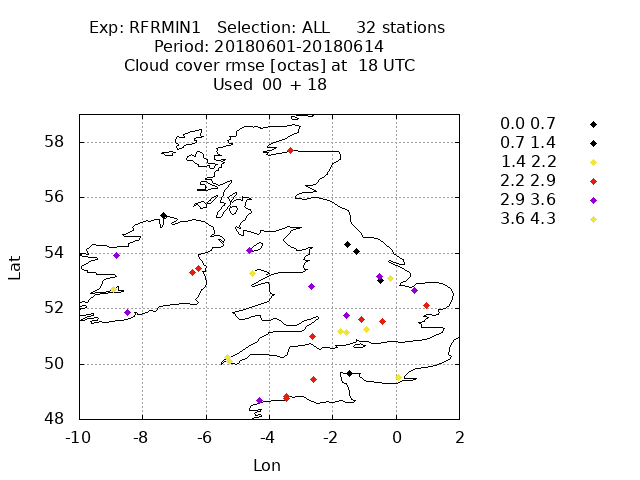 Exp: RFRMIN1 Selection: ALL 32 stations
Period: 20180601-20180614
Cloud cover rmse [octas] at 18 UTC
Used 00 + 18
0.0 0.7
0.7 1.4
1.4 2.2
2.2 2.9
2.9 3.6
3.6 4.3
Lat
58
56
54
52
50
48
-10 -8 -6 -4 -2 0 2
Lon